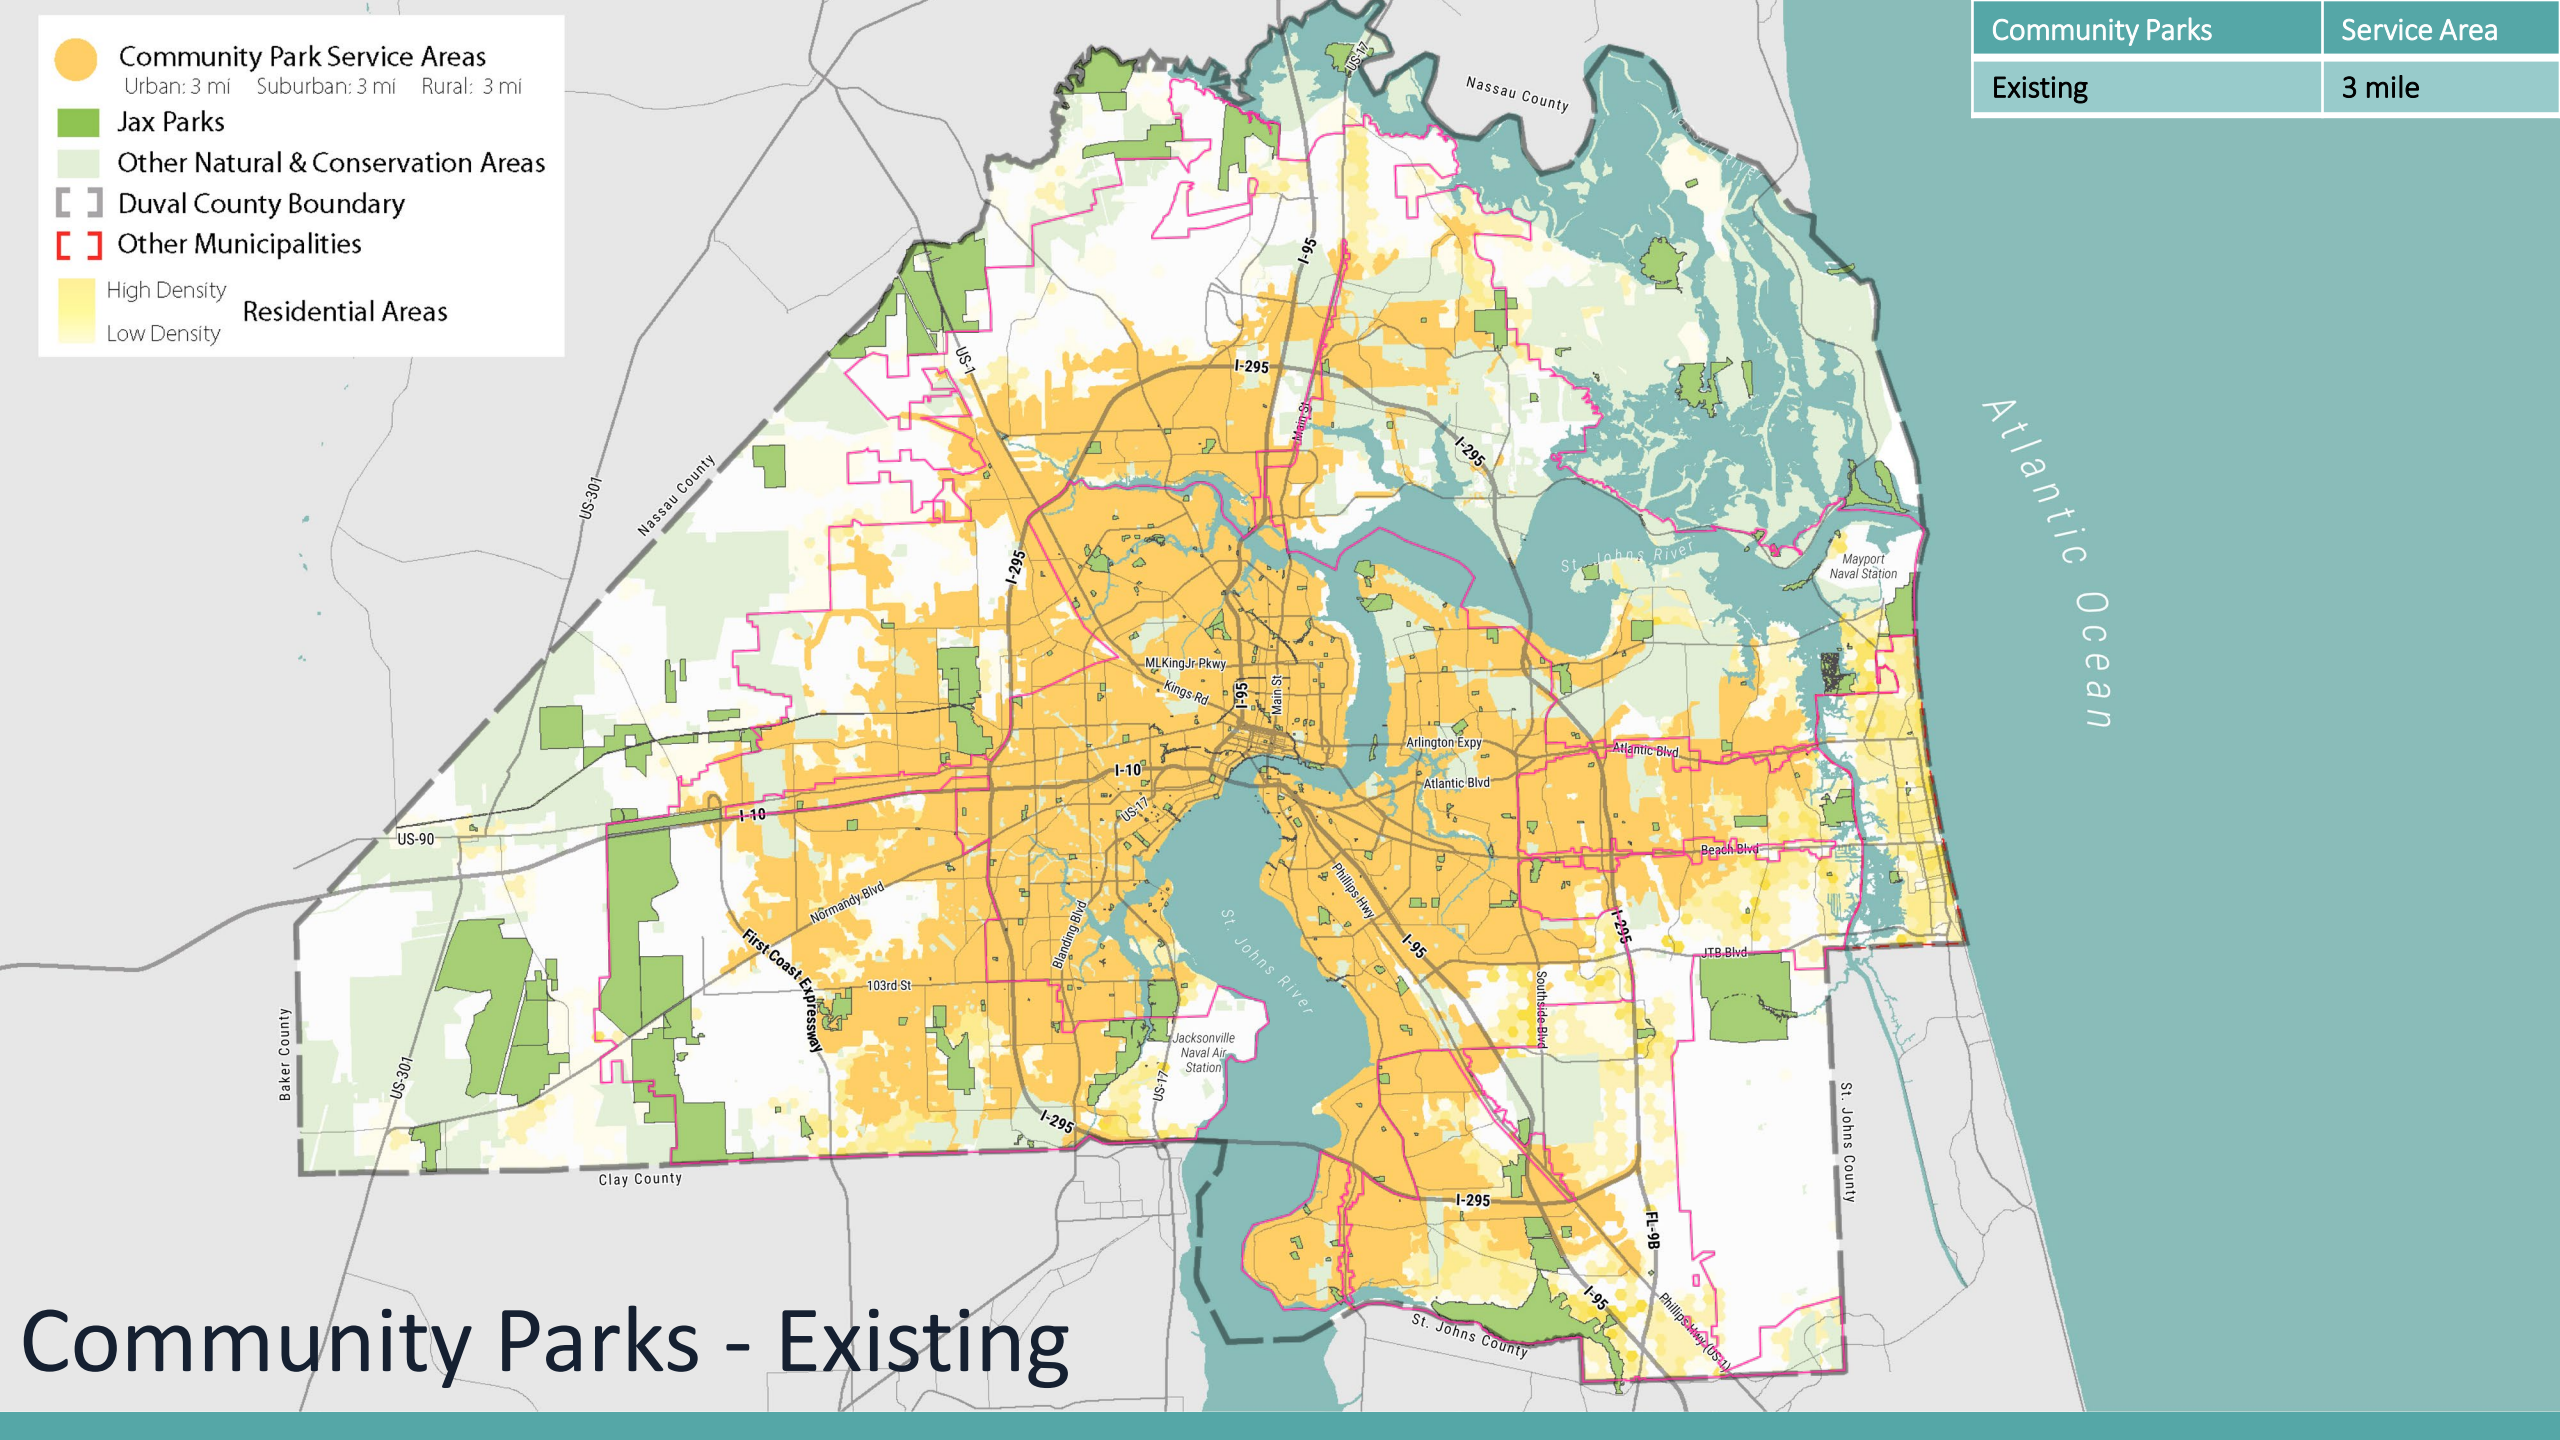 Community Park Service Areas
Urban: 3 mi Suburban: 3 mi Rural: 3 mi
Jax Parks
Other Natural & Conservation Areas
Duval County Boundary
Other Municipalities
High Density
Residential Areas
Low Density
Community Parks Service Area
Existing 3 mile
US-17
Nassau County
Nassau River
I-95
US-1
I-295
Main St
I-295
Atlantic Ocean
US-301
Nassau County
I-295
St. Johns River
Mayport
Naval Station
MLKingJr Pkwy
Kings Rd
I-95
Main St
Arlington Expy
Atlantic Blvd
I-10
Atlantic Blvd
US-17
I-10
US-90
Beach Blvd
Phillips Hwy
Normandy Blvd
Blanding Blvd
St. Johns River
I-95
I-295
JTB Blvd
First Coast Expressway
103rd St
Southside Blvd
Jacksonville
Naval Air
Station
Baker County
US-301
US-17
I-295
St. Johns County
Clay County
I-295
FL-9B
I-95
Phillips Hwy (US-1)
St. Johns County
Community Parks - Existing